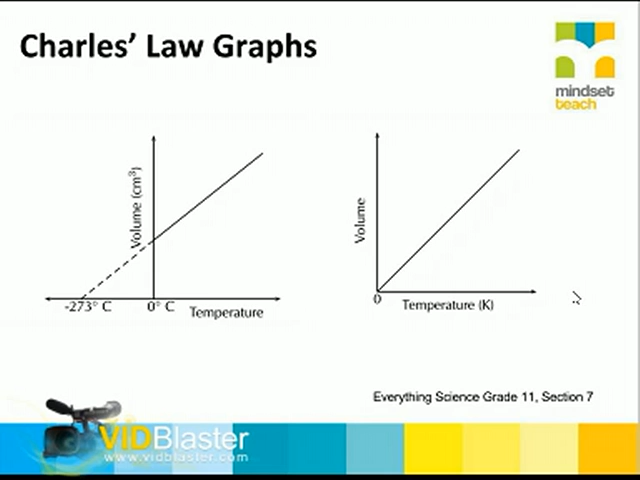 Charles’ Law Graphs
mindset
teach
Volume (cm³)
-273° C
0° C
Temperature
Volume
0
Temperature (K)
Everything Science Grade 11, Section 7
VIDBlaster
www.vidblaster.com